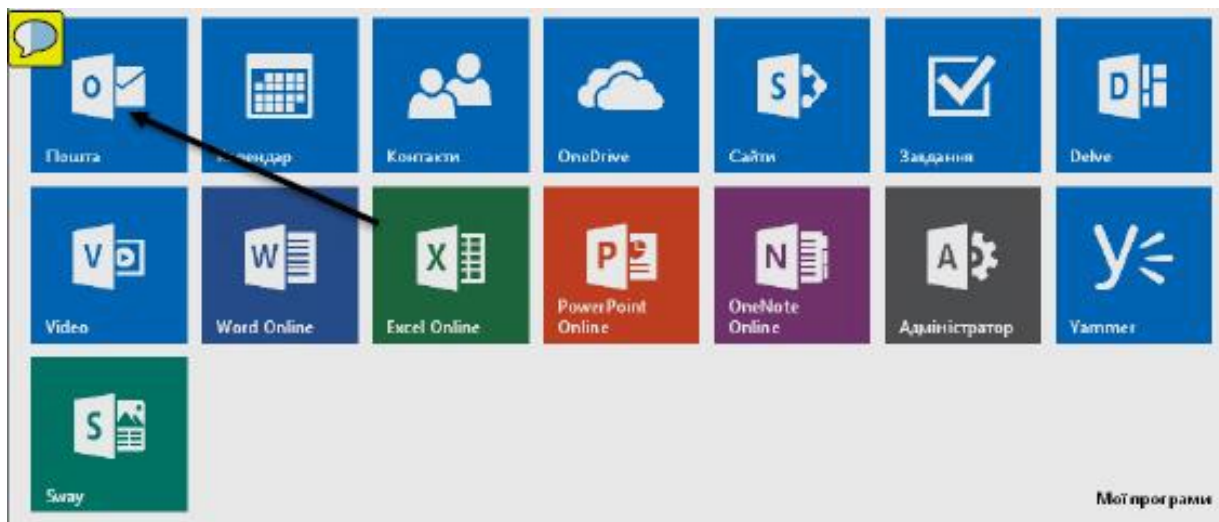 Пошта
Календар
Контакти
OneDrive
Сайти
Завдання
Delve
Video
Word Online
Excel Online
PowerPoint
Online
OneNote
Online
Адміністратор
Yammer
Sway
Мої програми